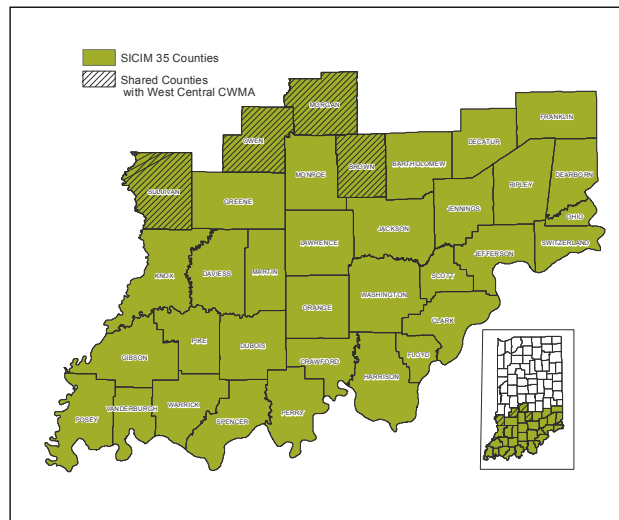 SICIM 35 Counties
Shared Counties
with West Central CWMA
MORGAN
OWEN
FRANKLIN
DECATUR
BROWN
BARTHOLOMEW
SULLIVAN
MONROE
DEARBORN
RIPLEY
GREENE
JENNINGS
OHIO
JACKSON
LAWRENCE
SWITZERLAND
JEFFERSON
KNOX
DAVIESS
MARTIN
SCOTT
WASHINGTON
ORANGE
CLARK
PIKE
DUBOIS
GIBSON
FLOYD
CRAWFORD
HARRISON
VANDERBURGH
WARRICK
PERRY
POSEY
SPENCER